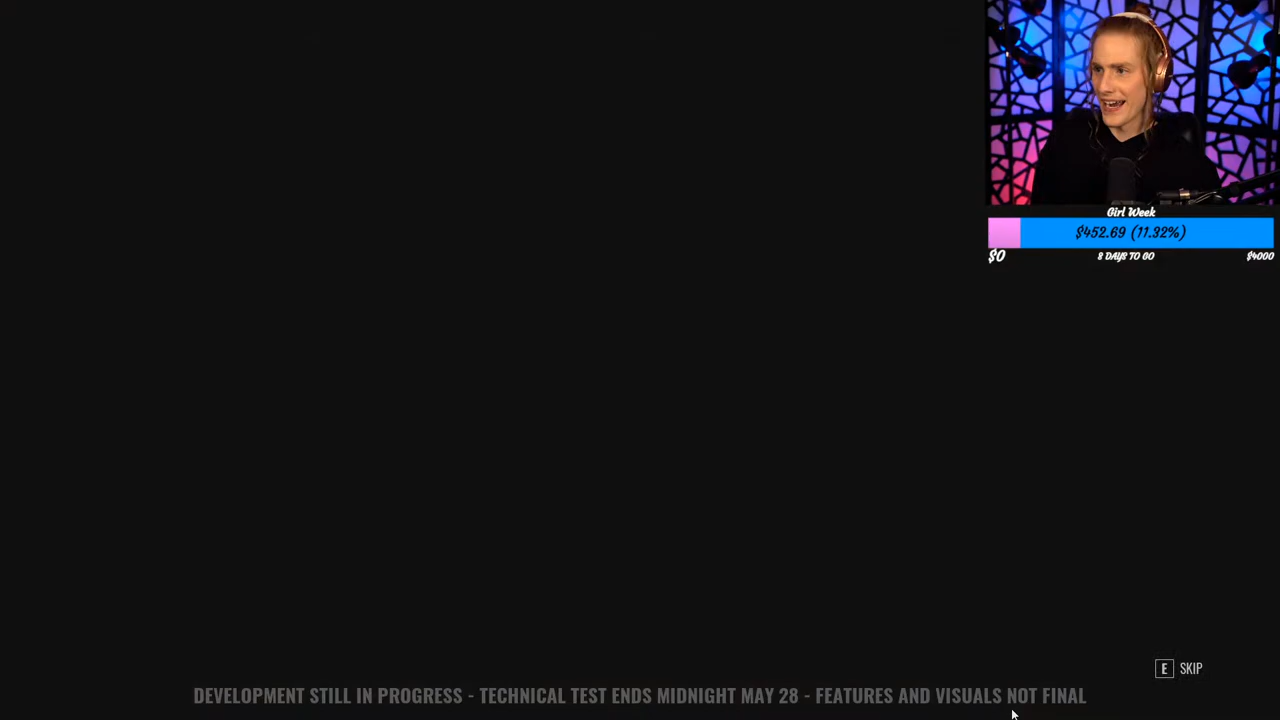 Girl Week
$452.69 (11.32%)
$0
8 DAYS TO GO
$4000
E SKIP
DEVELOPMENT STILL IN PROGRESS - TECHNICAL TEST ENDS MIDNIGHT MAY 28 - FEATURES AND VISUALS NOT FINAL